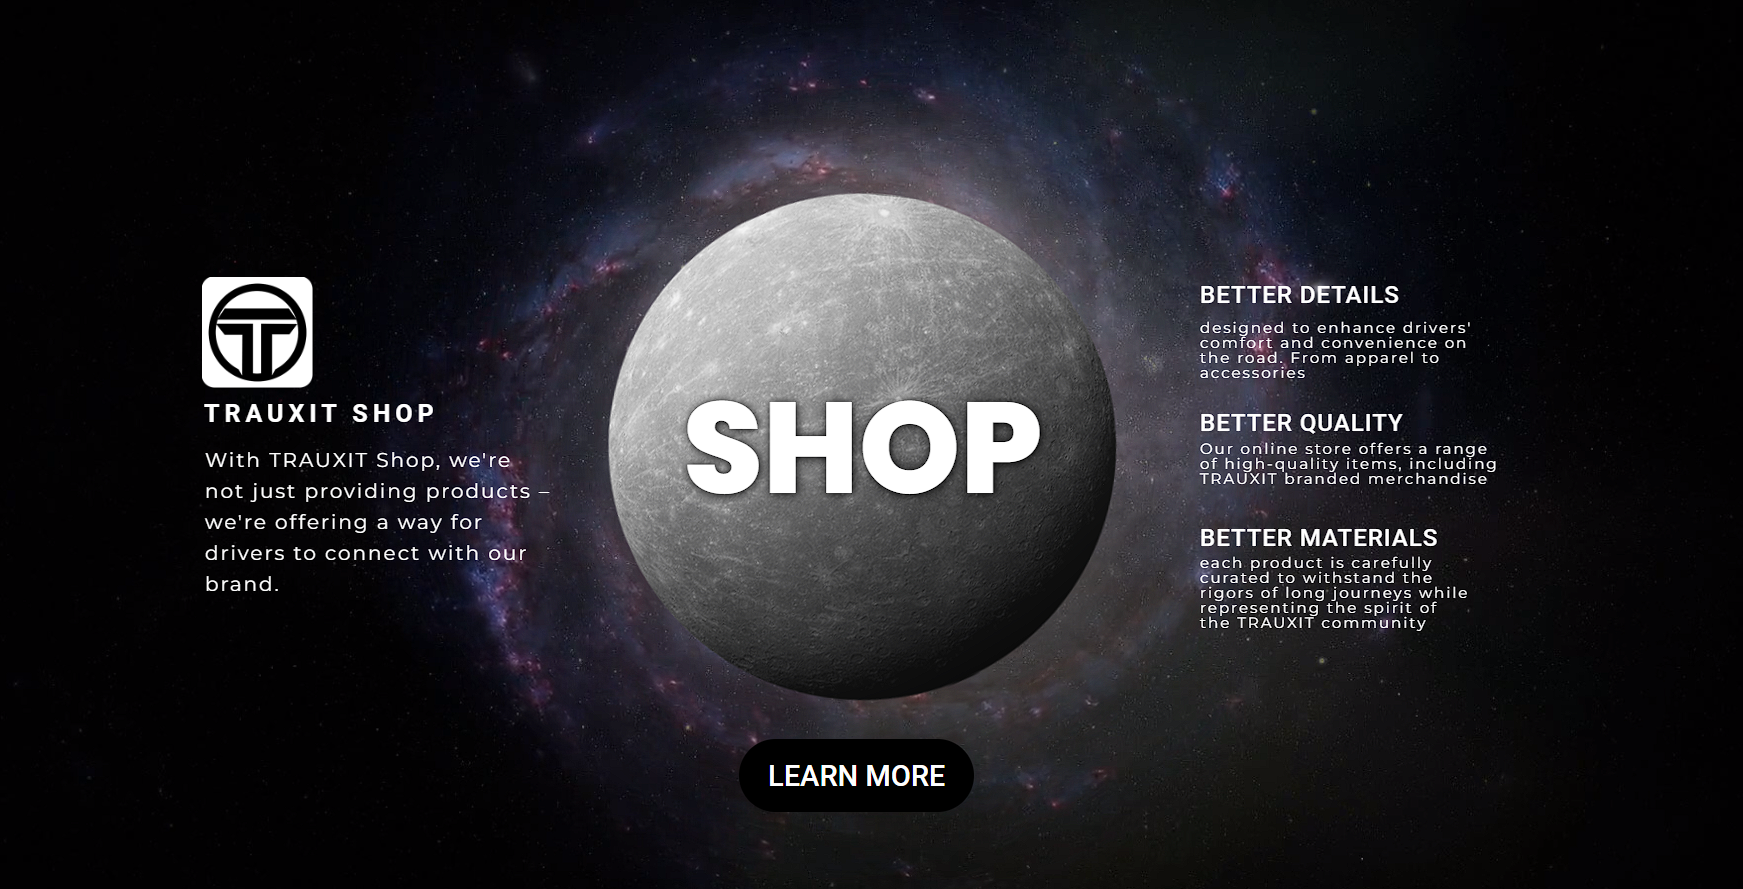 TRAUXIT SHOP
With TRAUXIT Shop, we're
not just providing products –
we're offering a way for
drivers to connect with our
brand.
SHOP
LEARN MORE
BETTER DETAILS
designed to enhance drivers'
comfort and convenience on
the road. From apparel to
accessories
BETTER QUALITY
Our online store offers a range
of high-quality items, including
TRAUXIT branded merchandise
BETTER MATERIALS
each product is carefully
curated to withstand the
rigors of long journeys while
representing the spirit of
the TRAUXIT community